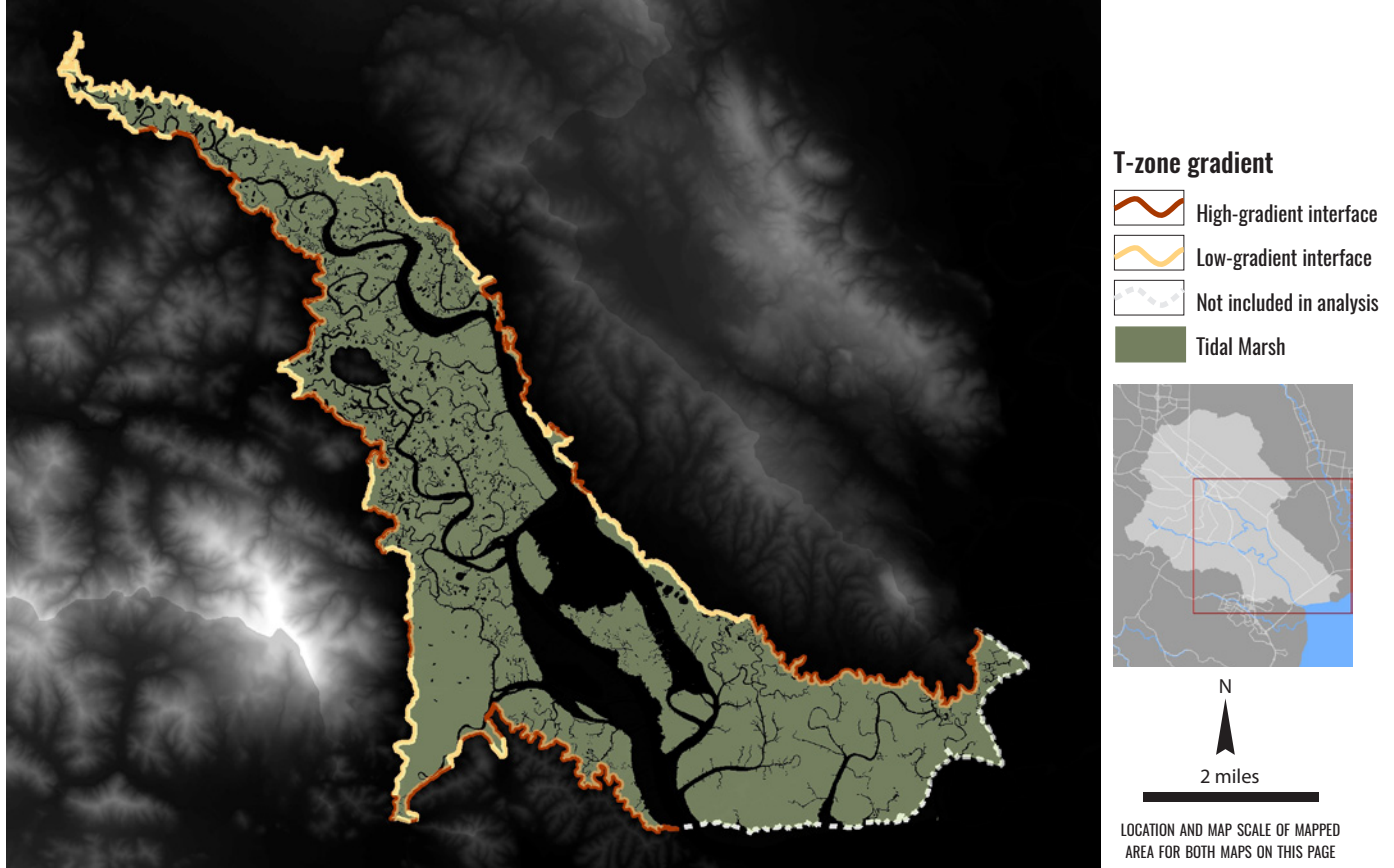 T-zone gradient
High-gradient interface
Low-gradient interface
Not included in analysis
Tidal Marsh
N
2 miles
LOCATION AND MAP SCALE OF MAPPED
AREA FOR BOTH MAPS ON THIS PAGE